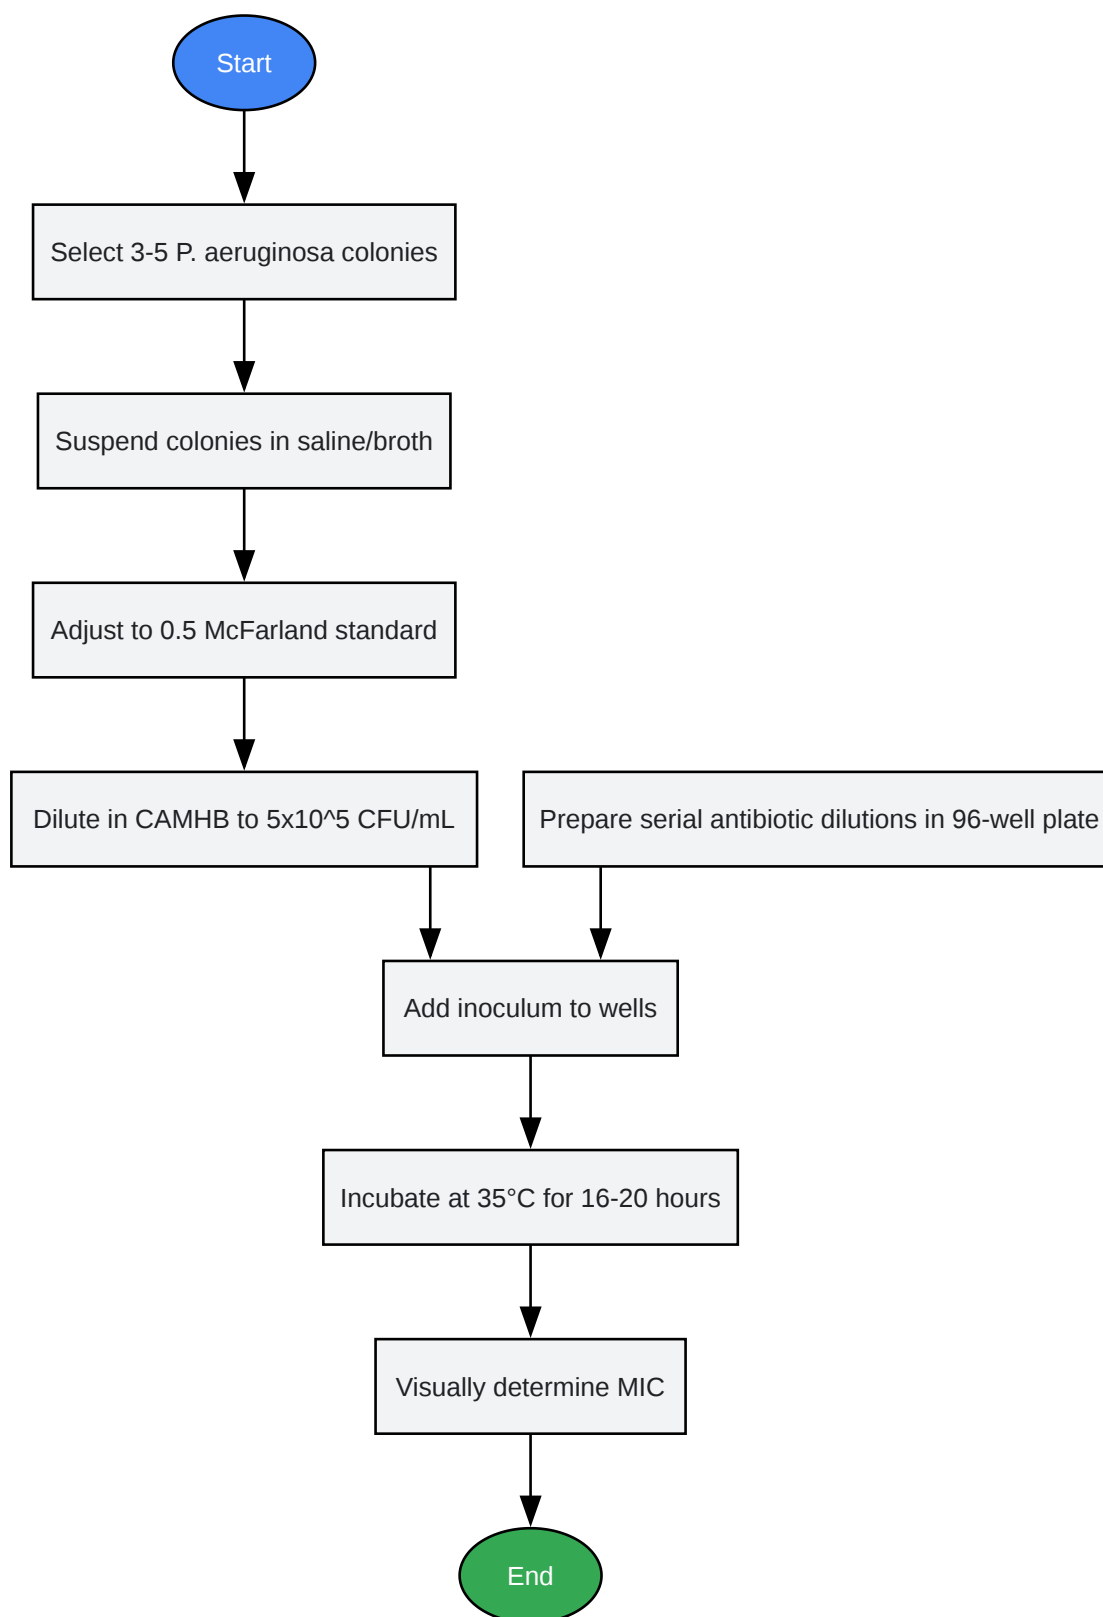 Start
Select 3-5 P. aeruginosa colonies
Suspend colonies in saline/broth
Adjust to 0.5 McFarland standard
Dilute in CAMHB to 5x10^5 CFU/mL
Prepare serial antibiotic dilutions in 96-well plate
Add inoculum to wells
Incubate at 35°C for 16-20 hours
Visually determine MIC
End